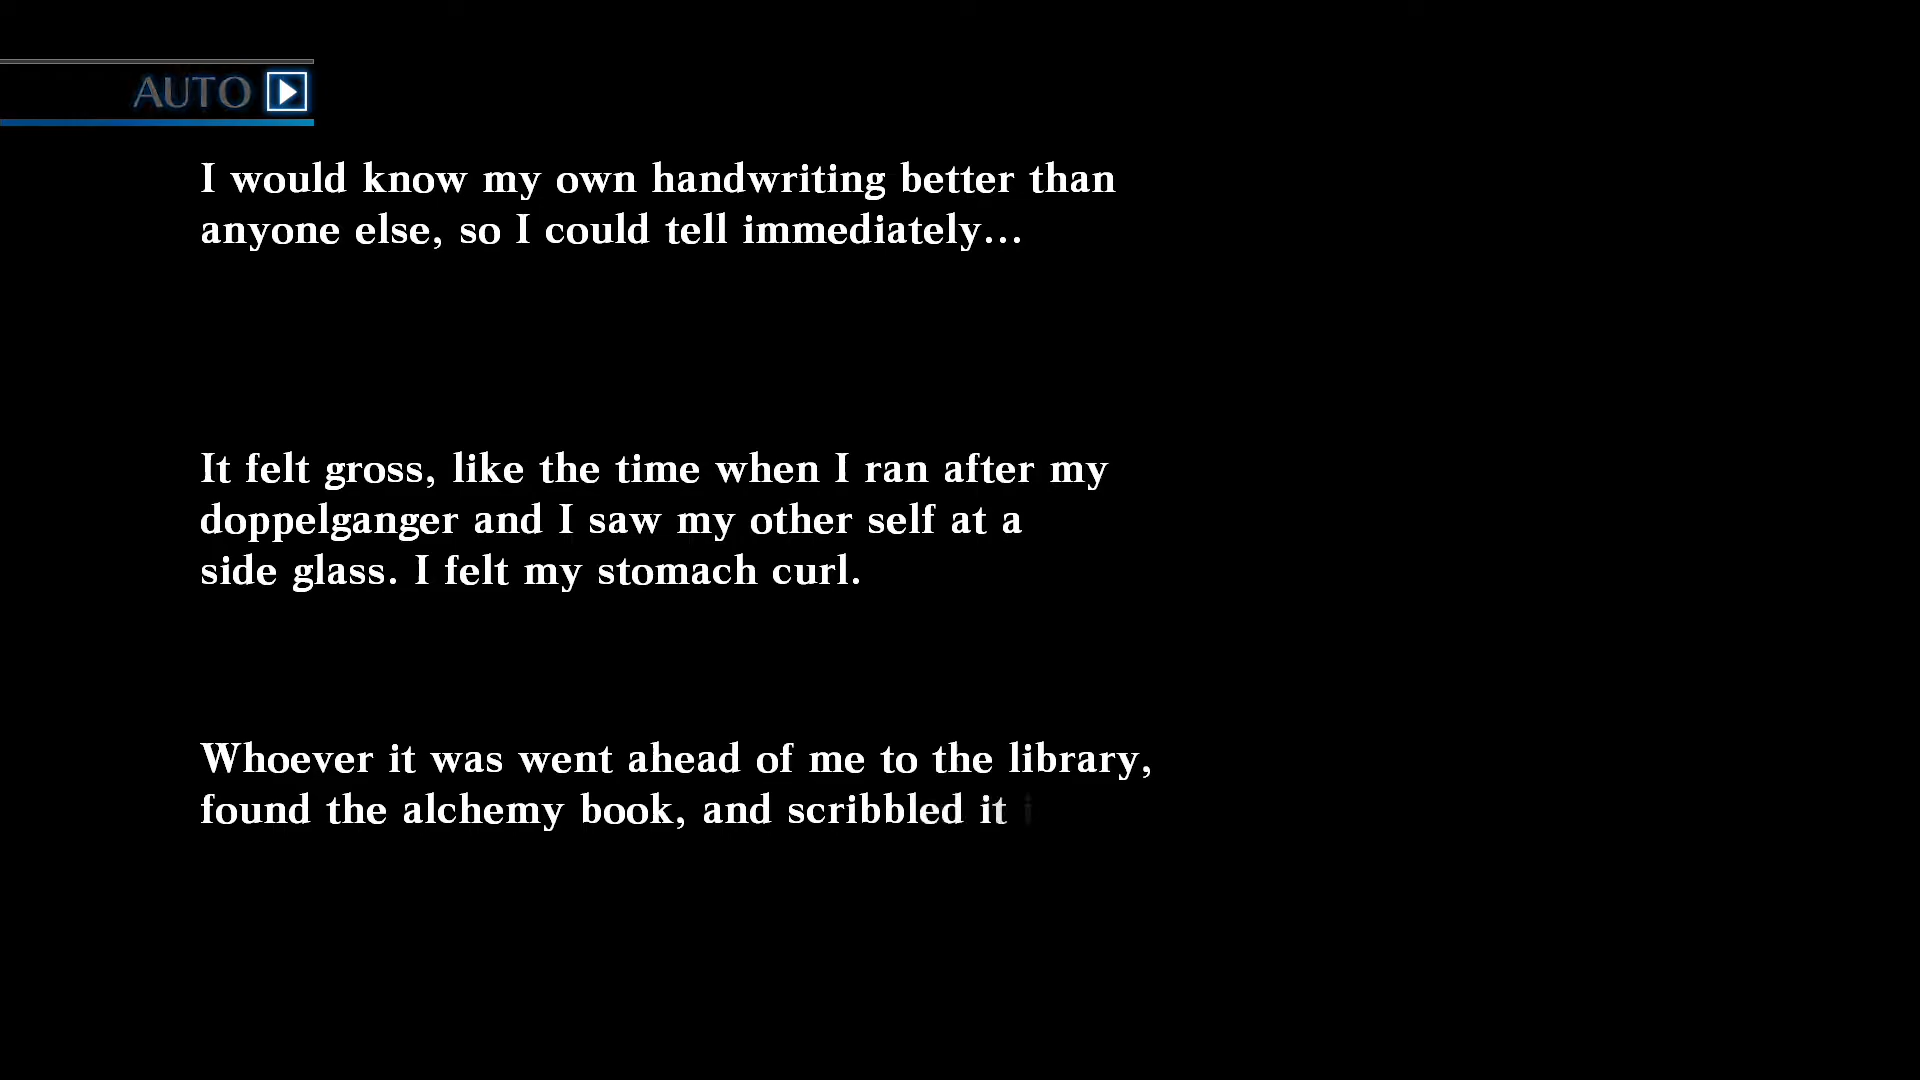 AUTO
I would know my own handwriting better than
anyone else, so I could tell immediately...
It felt gross, like the time when I ran after my
doppelganger and I saw my other self at a
side glass. I felt my stomach curl.
Whoever it was went ahead of me to the library,
found the alchemy book, and scribbled it i